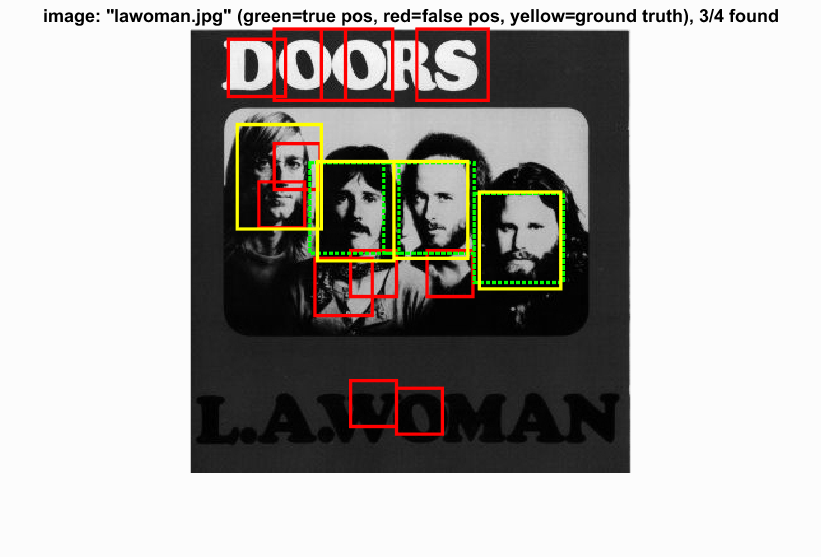 image: "lawoman.jpg" (green=true pos, red=false pos, yellow=ground truth), 3/4 found
DOORS
L.A.WOMAN